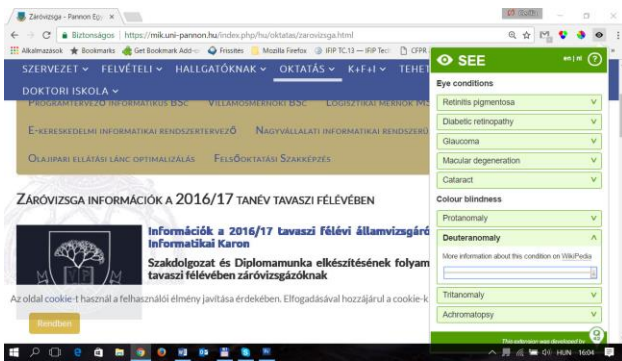 Záróvizsga - Pannon Eg
Biztonságos https://mik.uni-pannon.hu/index.php/hu/oktatas/zarovizsga.html
Alkalmazások Bookmarks Get Bookmark Add-o Frissítés Mozilla Firefox IFIP TC.13 — IFIP Tec CFPR
SZERVEZET FELVÉTELI HALLGATÓKNAK OKTATÁS K+F+I TEHET
DOKTORI ISKOLA
PROGRAMTERVEZŐ INFORMATIKUS BSC VILLAMOSMÉRNÖKI BSC LOGISZTIKAI MÉRNÖK MS
E-KERESKEDELMI INFORMATIKAI RENDSZERTERVEZŐ NAGYVÁLLALATI INFORMATIKAI RENDSZERÜ
OLAJIPARI ELLÁTÁSI LÁNC OPTIMALIZÁLÁS FELSŐOKTATÁSI SZAKKÉPZÉS
ZÁRÓVIZSGA INFORMÁCIÓK A 2016/17 TANÉV TAVASZI FÉLÉVÉBEN
Információk a 2016/17 tavaszi félévi államvizsgáró
Informatikai Karon
Szakdolgozat és Diplomamunka elkészítésének folyam
tavaszi félévében záróvizsgázóknak
Az oldal cookie-t használ a felhasználói élmény javítása érdekében. Elfogadásával hozzájárul a cookie-k
Rendben
SEE en | nl ?
Eye conditions
Retinitis pigmentosa
Diabetic retinopathy
Glaucoma
Macular degeneration
Cataract
Colour blindness
Protanomaly
Deuteranomaly
More information about this condition on WikiPedia
Tritanomaly
Achromatopsy
This extension was developed by
HUN 16:04